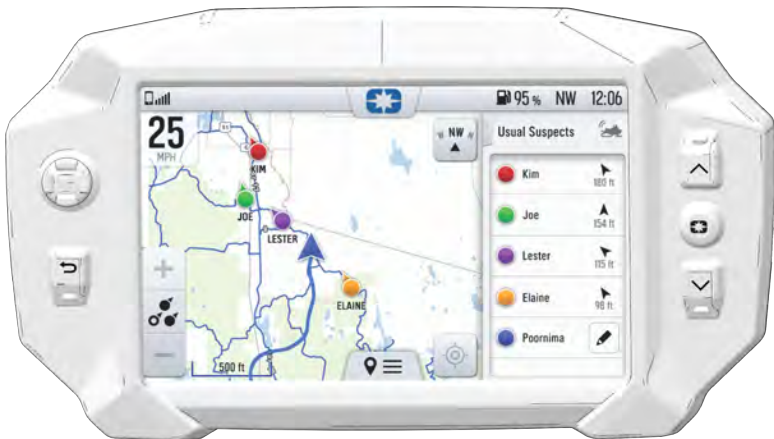 95 % NW 12:06
25
MPH
NW
Usual Suspects
KIM
Kim
180 ft
JOE
Joe
154 ft
LESTER
Lester
115 ft
ELAINE
Elaine
98 ft
Poornima
500 ft